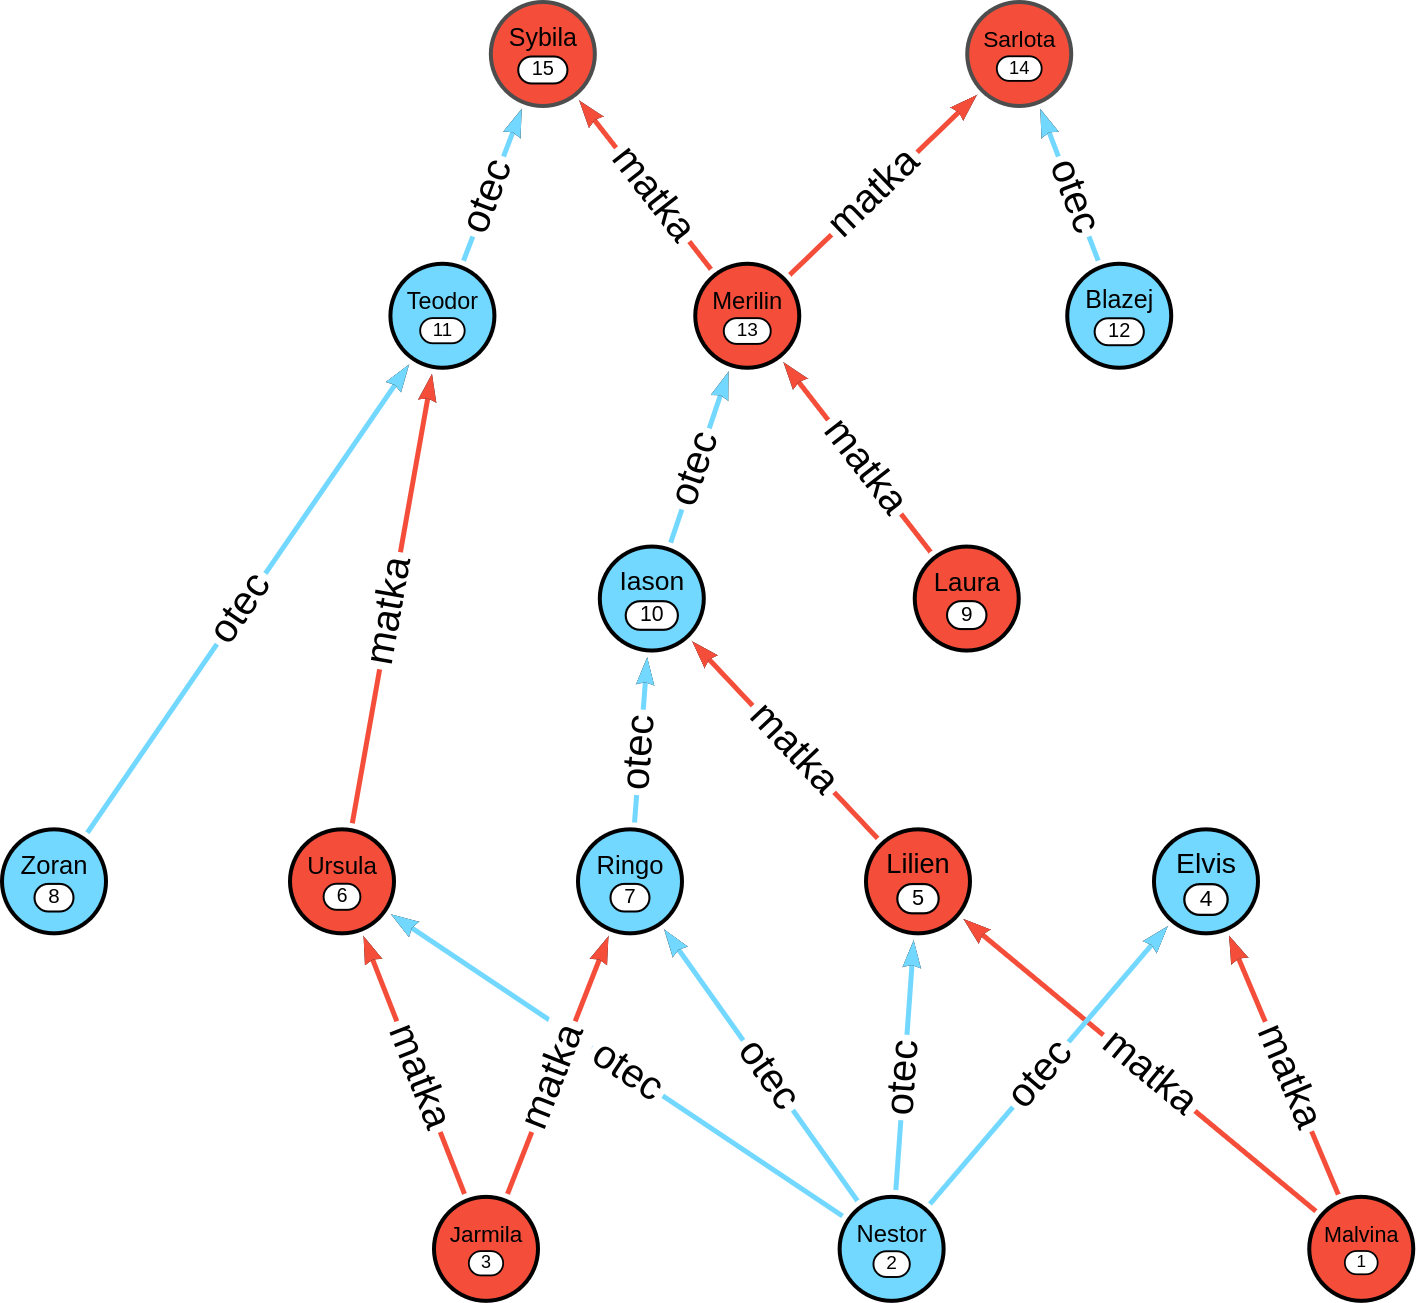 Sybila
15
Sarlota
14
otec
matka
matka
otec
Teodor
11
Merilin
13
Blazej
12
otec
matka
otec
matka
Iason
10
Laura
9
otec
matka
Zoran
8
Ursula
6
Ringo
7
Lilien
5
Elvis
4
matka
matka
otec
otec
otec
otec
matka
matka
Jarmila
3
Nestor
2
Malvina
1